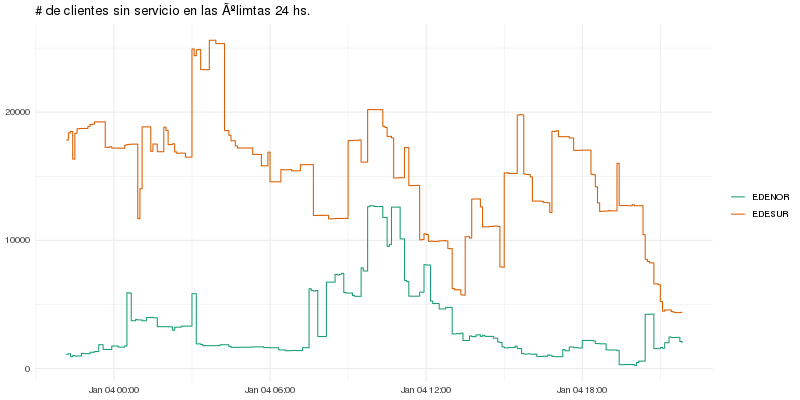 # de clientes sin servicio en las Ãºlimtas 24 hs.
20000
10000
0
Jan 04 00:00
Jan 04 06:00
Jan 04 12:00
Jan 04 18:00
EDENOR
EDESUR